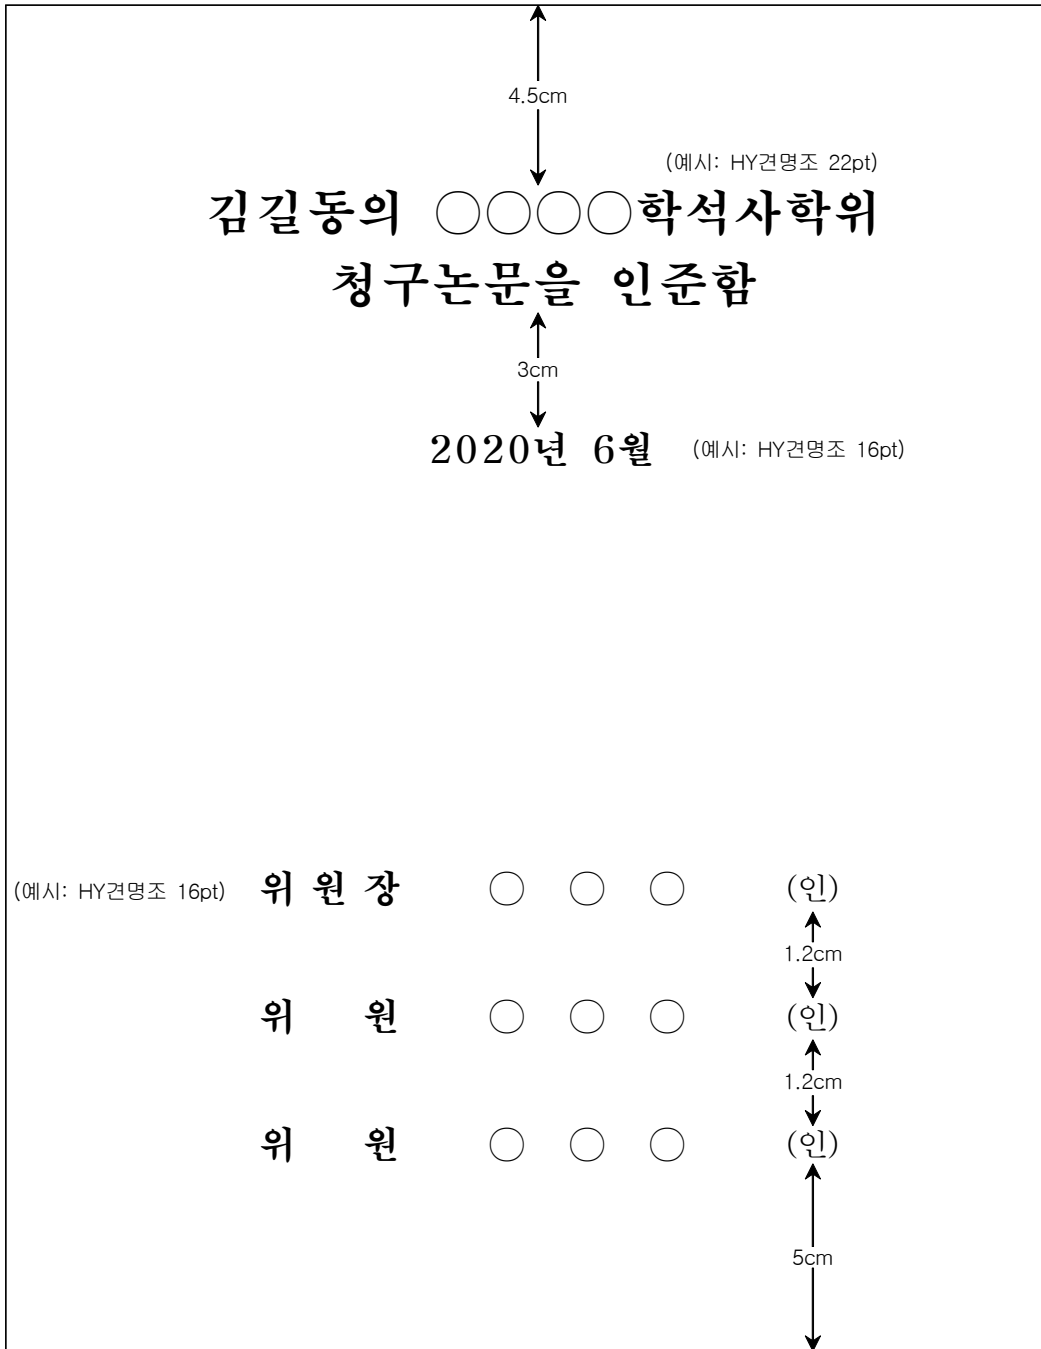 4.5cm
(예시: HY견명조 22pt)
김길동의 ○○○○학석사학위
청구논문을 인준함
3cm
2020년 6월 (예시: HY견명조 16pt)
(예시: HY견명조 16pt) 위 원 장 ○ ○ ○ (인)
1.2cm
위 원 ○ ○ ○ (인)
1.2cm
위 원 ○ ○ ○ (인)
5cm